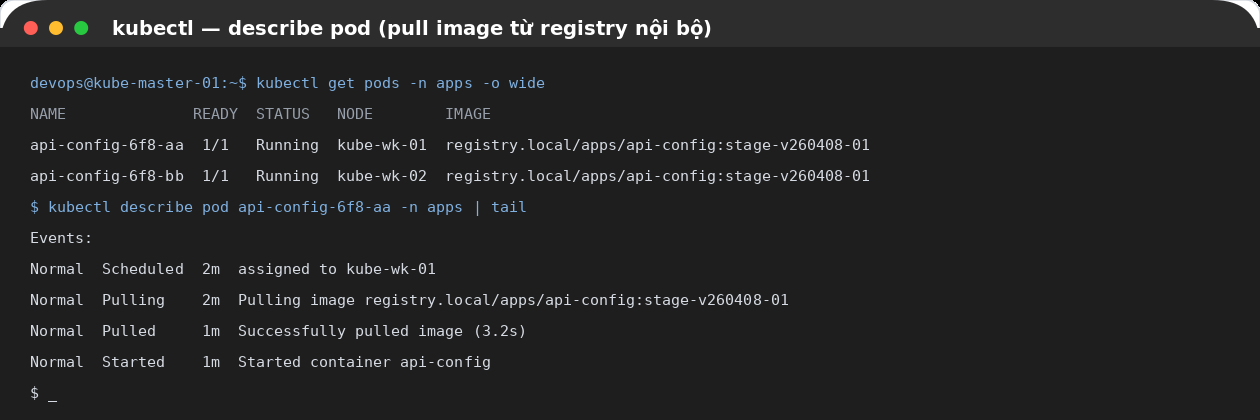 kubectl — describe pod (pull image từ registry nội bộ)
devops@kube-master-01:~$ kubectl get pods -n apps -o wide
NAME              READY  STATUS   NODE        IMAGE
api-config-6f8-aa  1/1   Running  kube-wk-01  registry.local/apps/api-config:stage-v260408-01
api-config-6f8-bb  1/1   Running  kube-wk-02  registry.local/apps/api-config:stage-v260408-01
$ kubectl describe pod api-config-6f8-aa -n apps | tail
Events:
Normal  Scheduled  2m  assigned to kube-wk-01
Normal  Pulling    2m  Pulling image registry.local/apps/api-config:stage-v260408-01
Normal  Pulled     1m  Successfully pulled image (3.2s)
Normal  Started    1m  Started container api-config
$ _